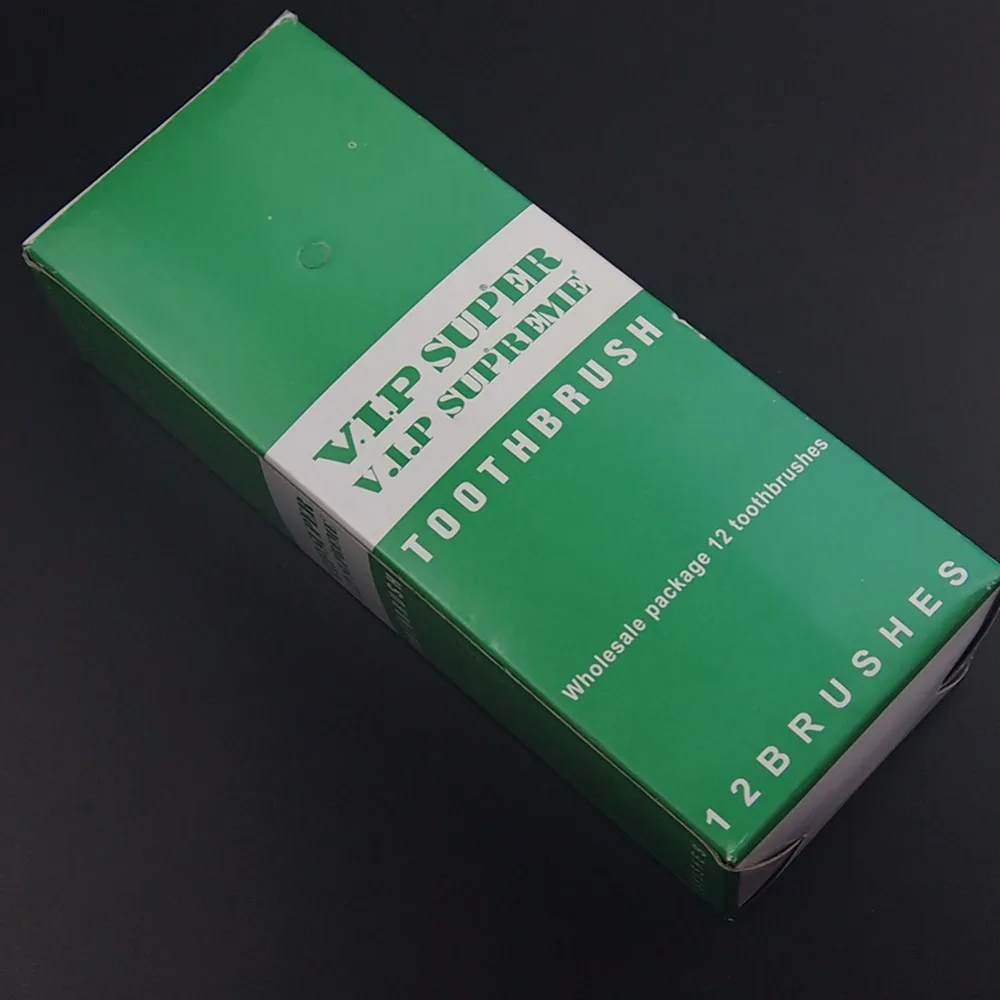 V.I.P SUPER®
V.I.P SUPREME®
TOOTHBRUSH
Wholesale package 12 toothbrushes
12BRUSHES